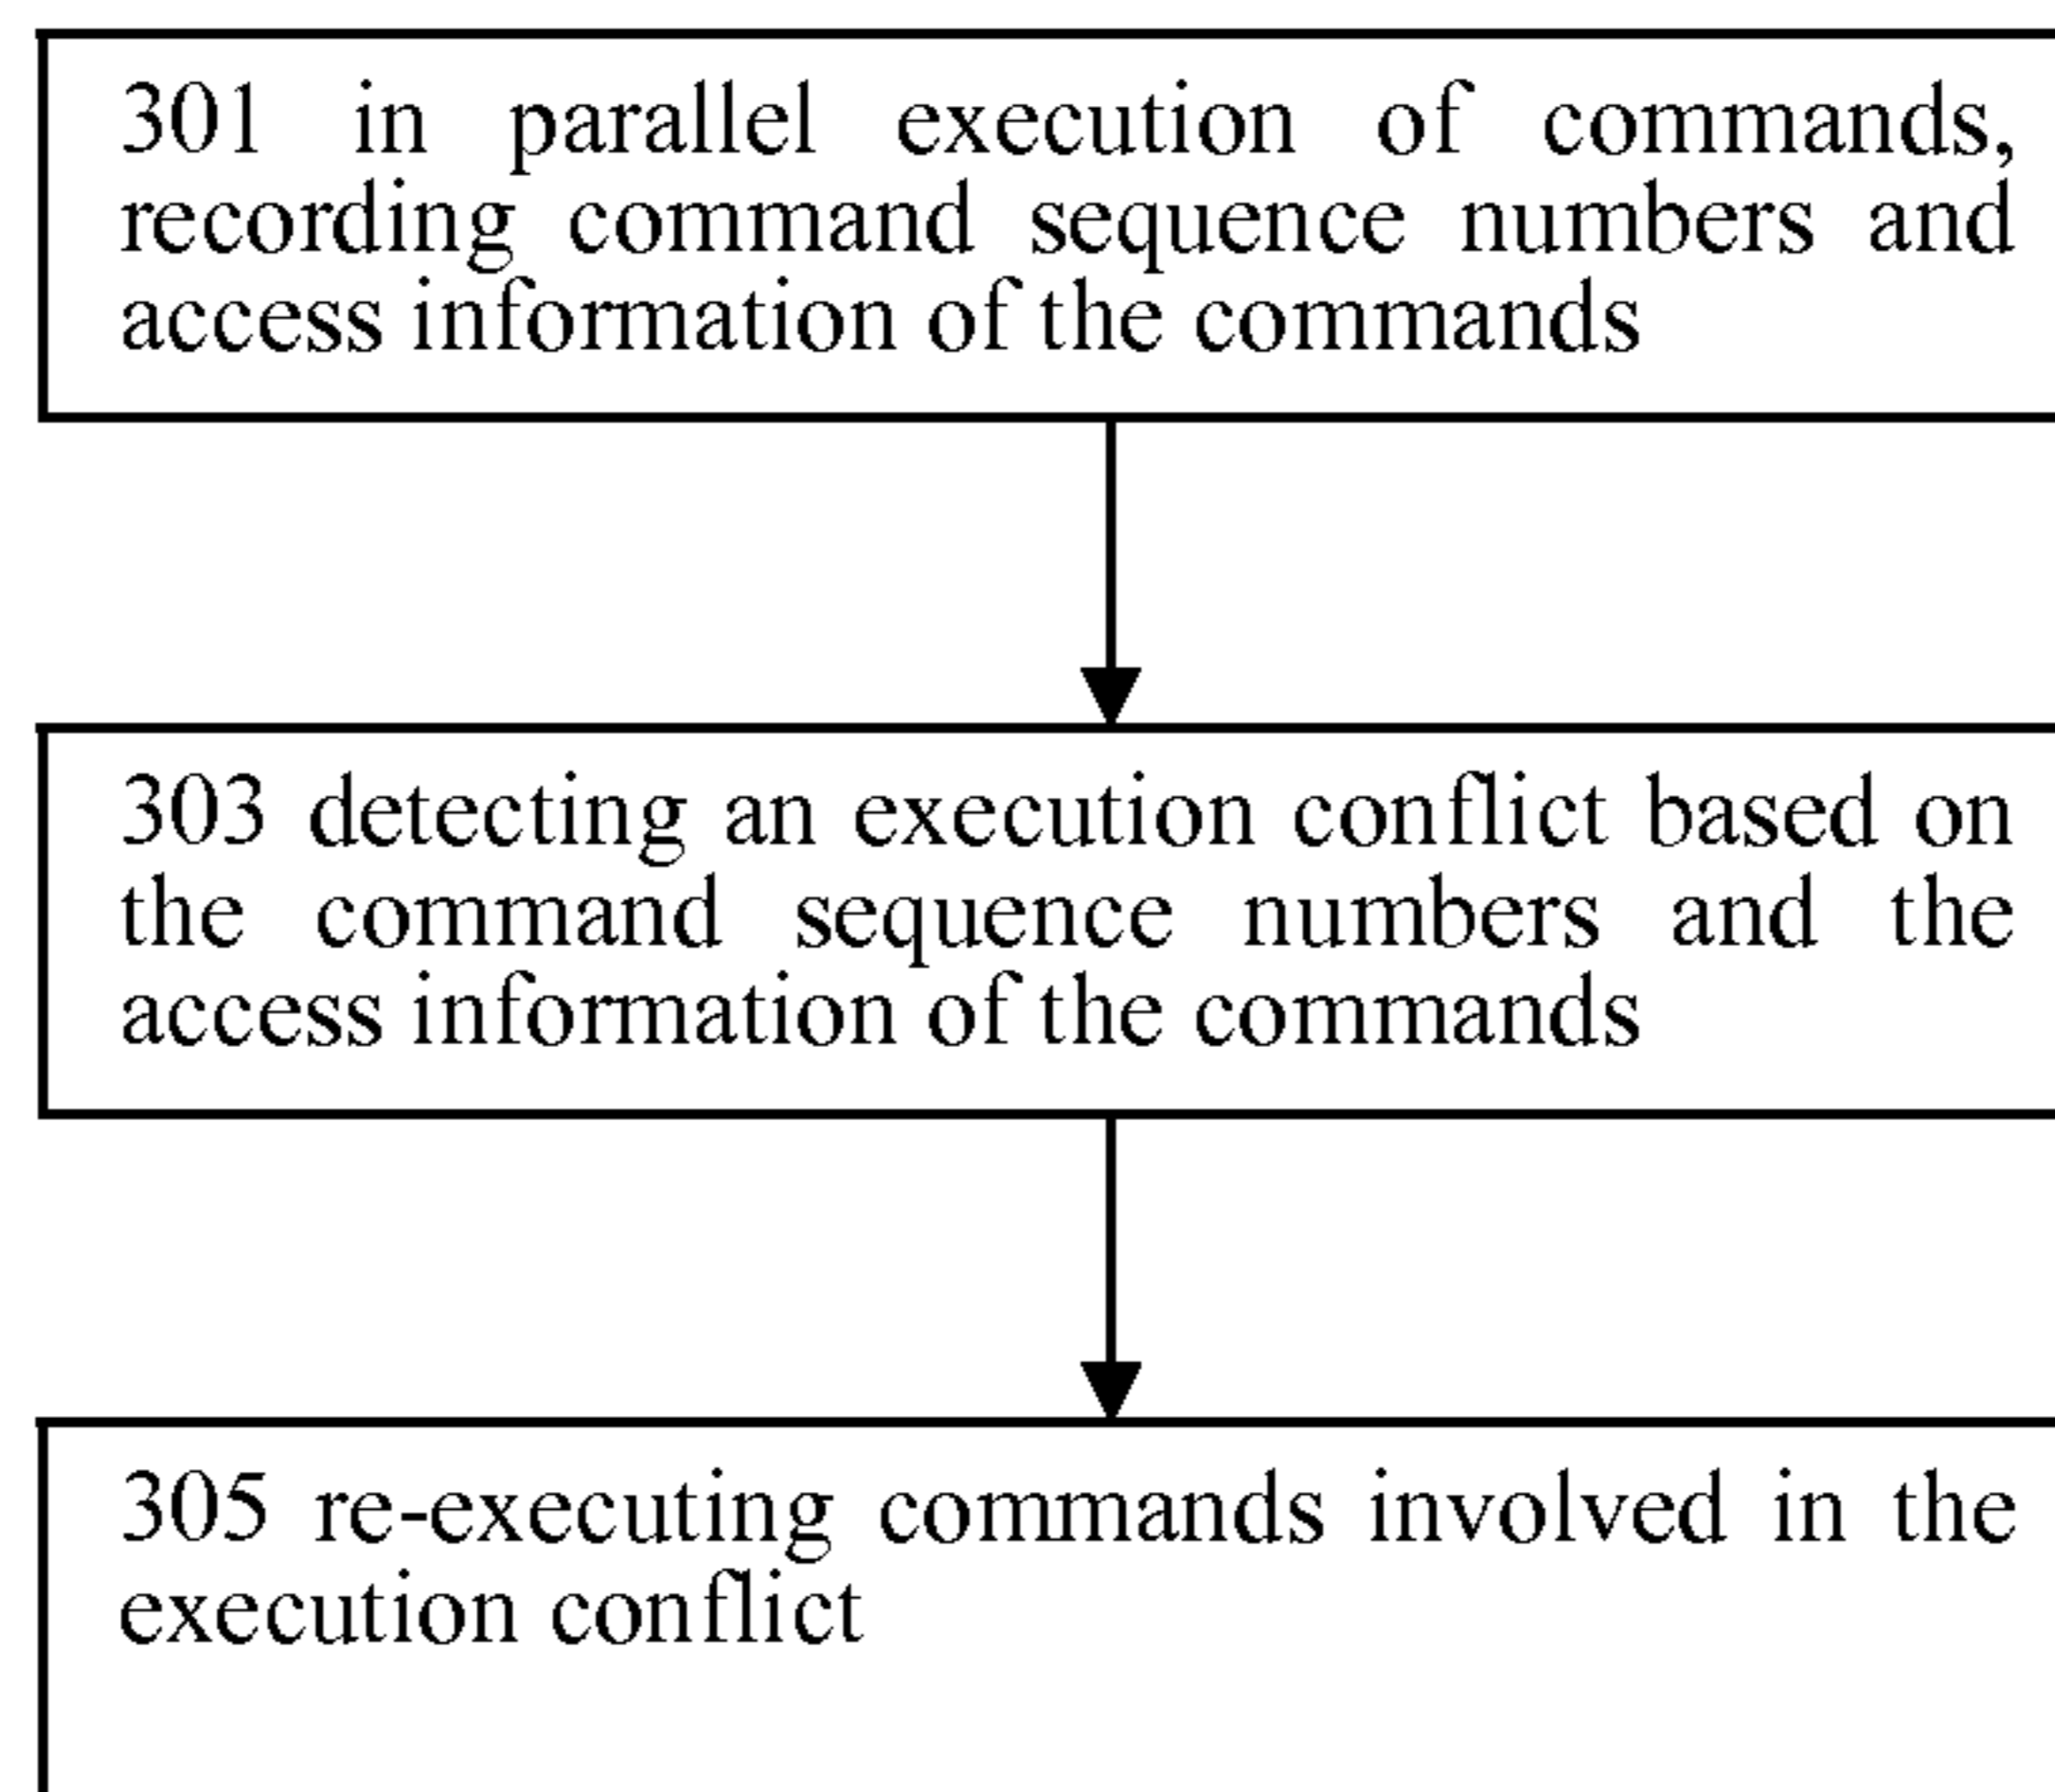 301 in parallel execution of commands,
recording command sequence numbers and
access information of the commands
303 detecting an execution conflict based on
the command sequence numbers and the
access information of the commands
305 re-executing commands involved in the
execution conflict